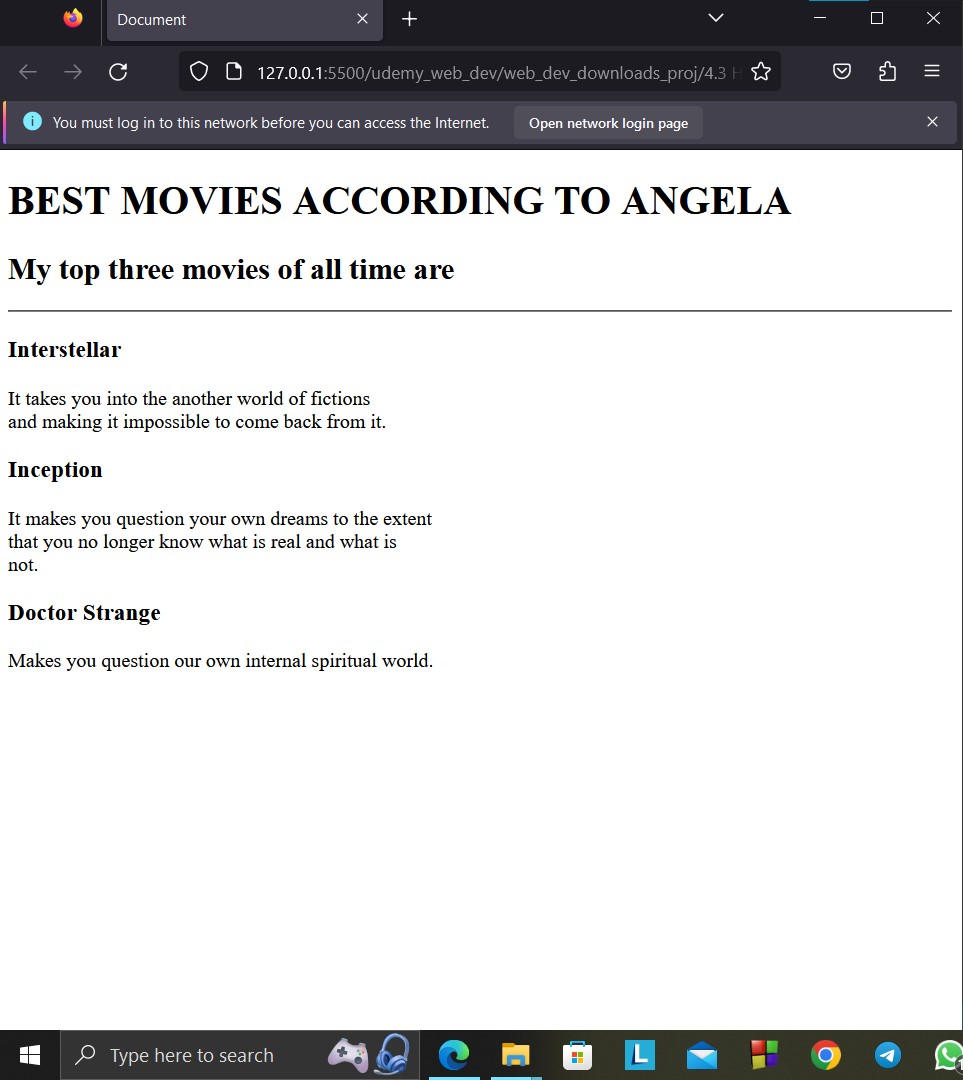 Document
127.0.0.1:5500/udemy_web_dev/web_dev_downloads_proj/4.3
You must log in to this network before you can access the Internet.
Open network login page
BEST MOVIES ACCORDING TO ANGELA
My top three movies of all time are
Interstellar
It takes you into the another world of fictions
and making it impossible to come back from it.
Inception
It makes you question your own dreams to the extent
that you no longer know what is real and what is
not.
Doctor Strange
Makes you question our own internal spiritual world.
Type here to search
L